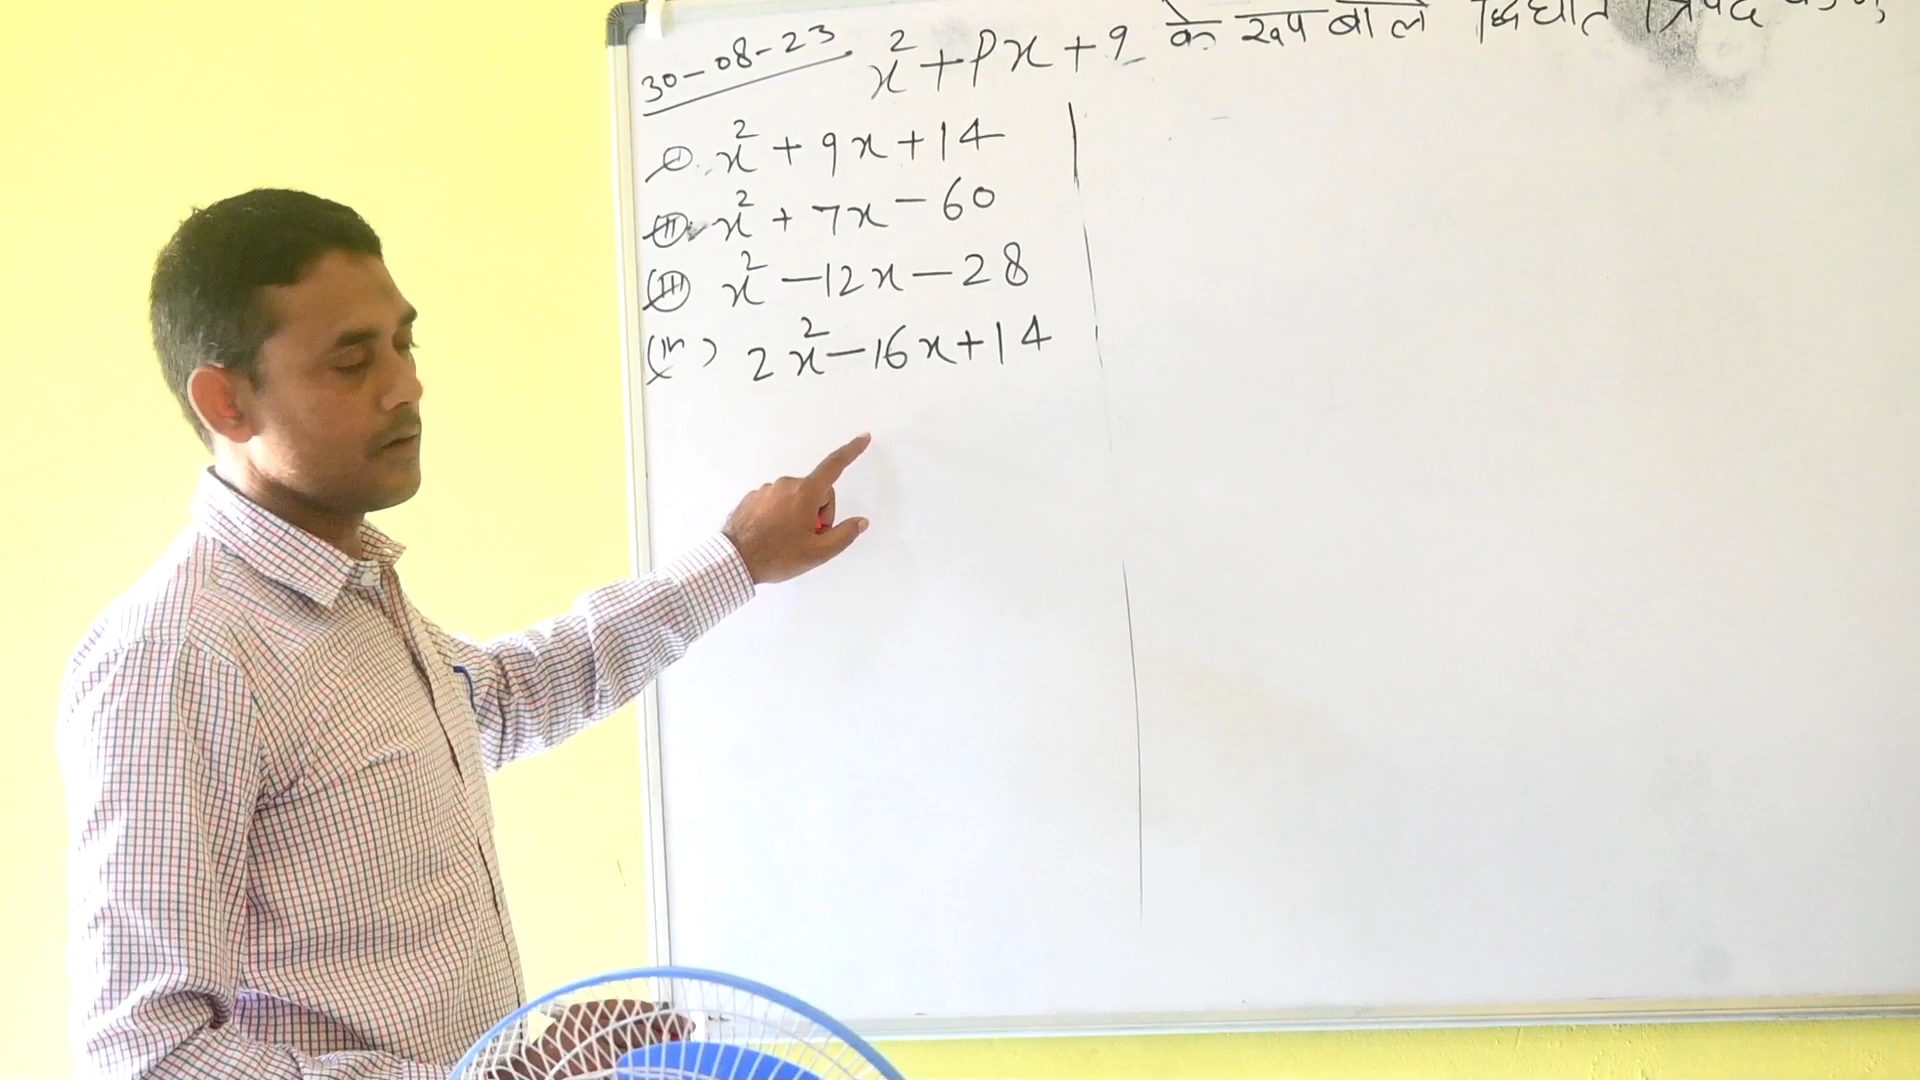 30-08-23 x² + Px + q के रूप वाले द्विघात त्रिपद
(I) x² + 9x + 14
(II) x² + 7x - 60
(III) x² - 12x - 28
(IV) 2x² - 16x + 14